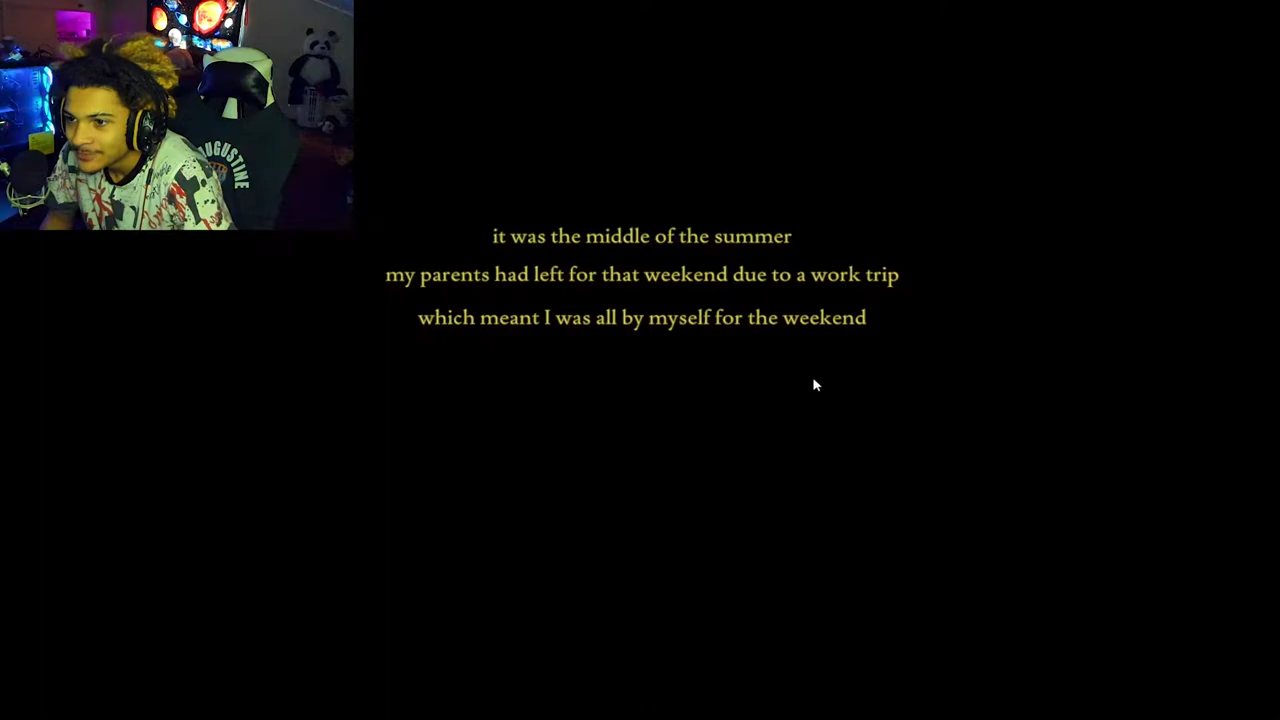 AUGUSTINE
it was the middle of the summer
my parents had left for that weekend due to a work trip
which meant I was all by myself for the weekend